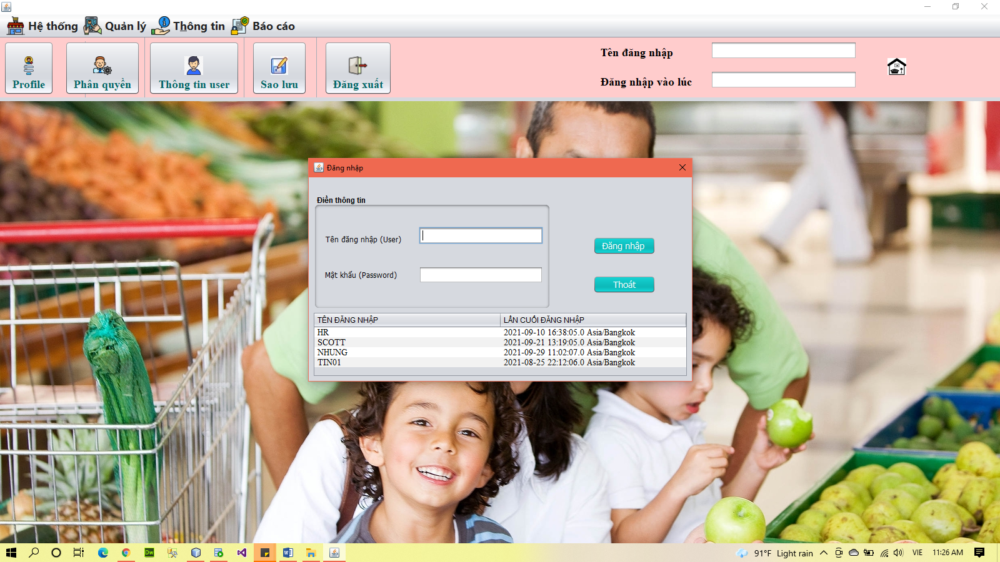 Hệ thống Quản lý Thông tin Báo cáo
Profile Phân quyền Thông tin user Sao lưu Đăng xuất
Tên đăng nhập
Đăng nhập vào lúc
Đăng nhập
Điền thông tin
Tên đăng nhập (User)
Đăng nhập
Mật khẩu (Password)
Thoát
TÊN ĐĂNG NHẬP LẦN CUỐI ĐĂNG NHẬP
HR 2021-09-10 16:38:05.0 Asia/Bangkok
SCOTT 2021-09-21 13:19:05.0 Asia/Bangkok
NHUNG 2021-09-29 11:02:07.0 Asia/Bangkok
TIN01 2021-08-25 22:12:06.0 Asia/Bangkok
Dw 91°F Light rain VIE 11:26 AM